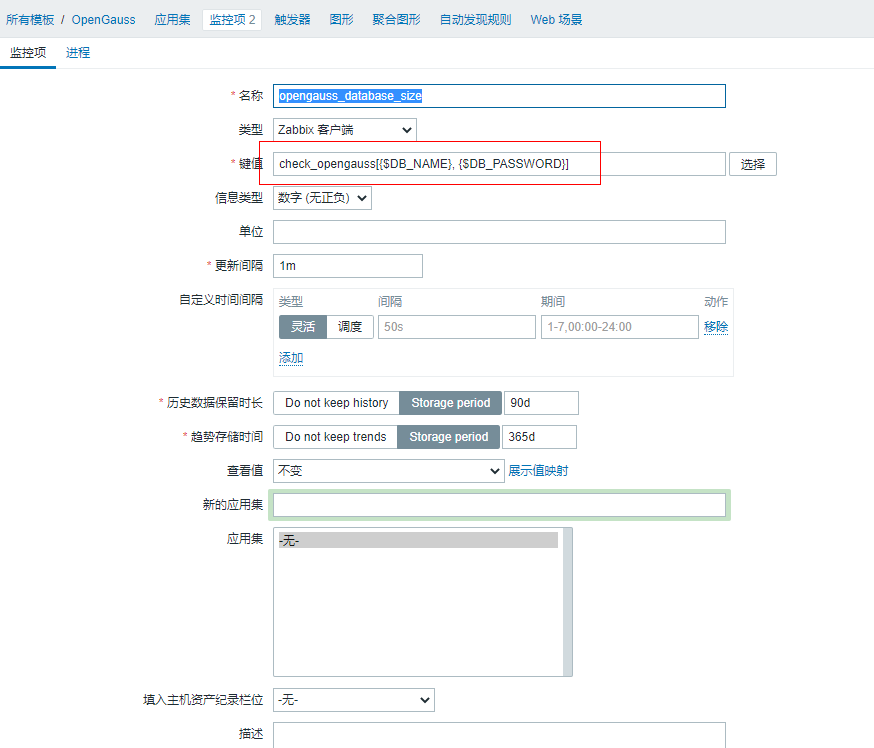 所有模板 / OpenGauss 应用集 监控项 2 触发器 图形 聚合图形 自动发现规则 Web 场景
监控项 进程
* 名称 opengauss_database_size
类型 Zabbix 客户端
* 键值 check_opengauss[{$DB_NAME}, {$DB_PASSWORD}] 选择
信息类型 数字 (无正负)
单位
* 更新间隔 1m
自定义时间间隔 类型 间隔 期间 动作
灵活 调度 50s 1-7,00:00-24:00 移除
添加
* 历史数据保留时长 Do not keep history Storage period 90d
* 趋势存储时间 Do not keep trends Storage period 365d
查看值 不变 展示值映射
新的应用集
应用集 -无-
填入主机资产纪录栏位 -无-
描述